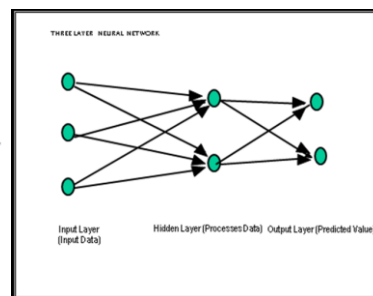 THREE LAYER NEURAL NETWORK
Input Layer
(Input Data)
Hidden Layer (Processes Data)
Output Layer (Predicted Value)